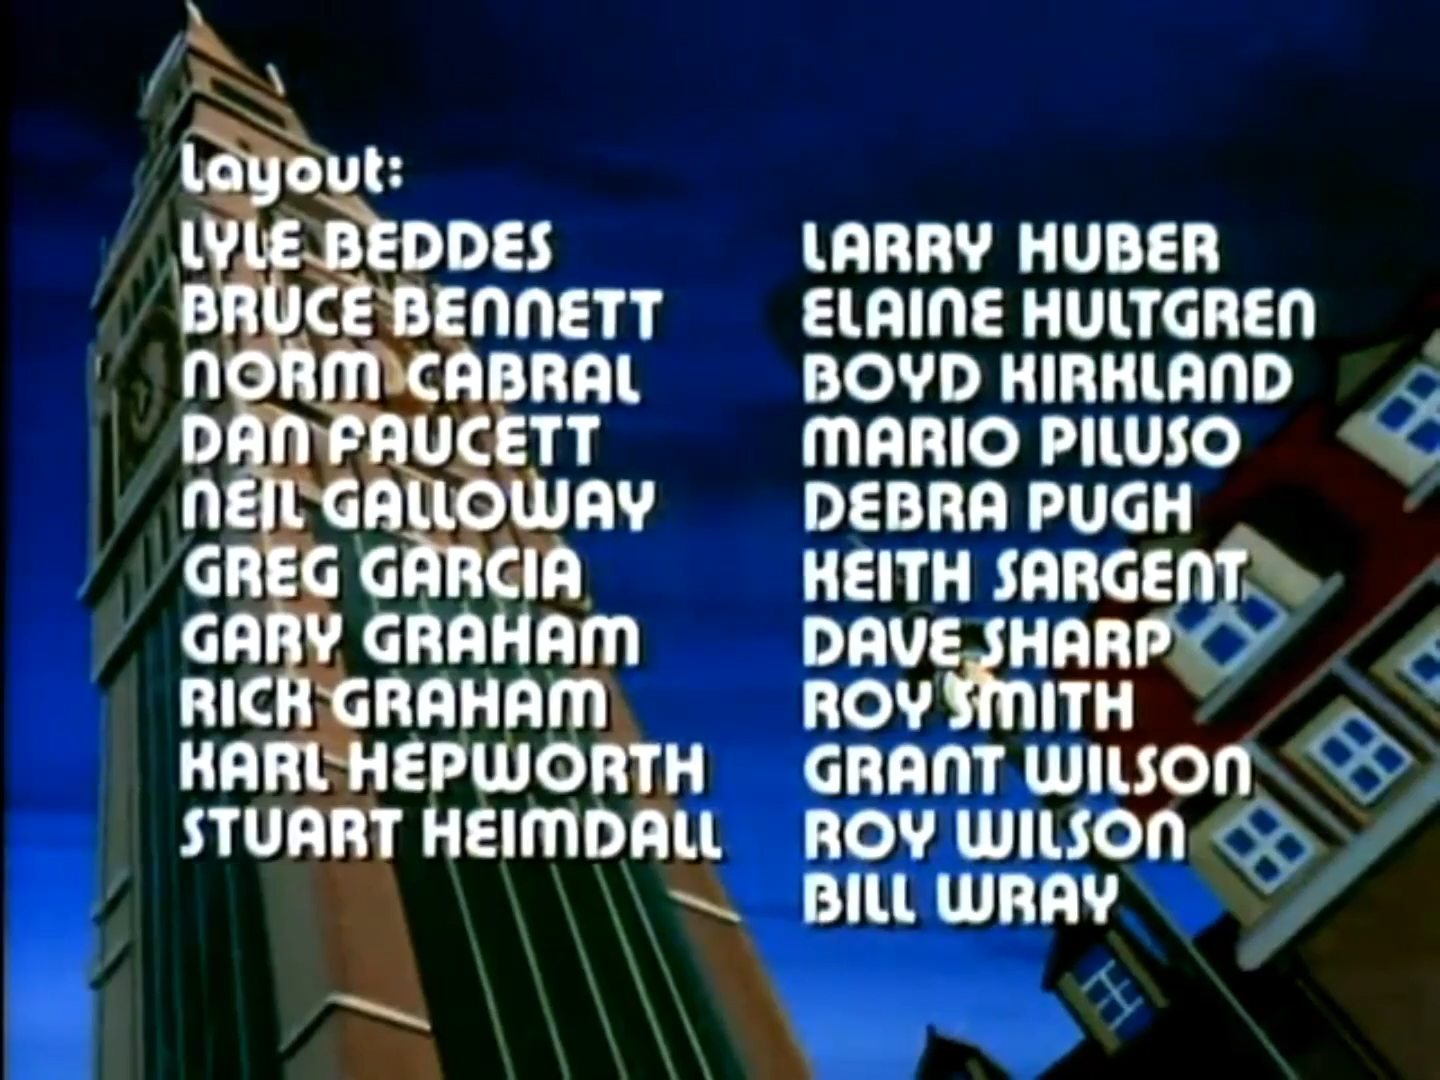 Layout:
LYLE BEDDES
BRUCE BENNETT
NORM CABRAL
DAN FAUCETT
NEIL GALLOWAY
GREG GARCIA
GARY GRAHAM
RICK GRAHAM
KARL HEPWORTH
STUART HEIMDALL
LARRY HUBER
ELAINE HULTGREN
BOYD KIRKLAND
MARIO PILUSO
DEBRA PUGH
KEITH SARGENT
DAVE SHARP
ROY SMITH
GRANT WILSON
ROY WILSON
BILL WRAY